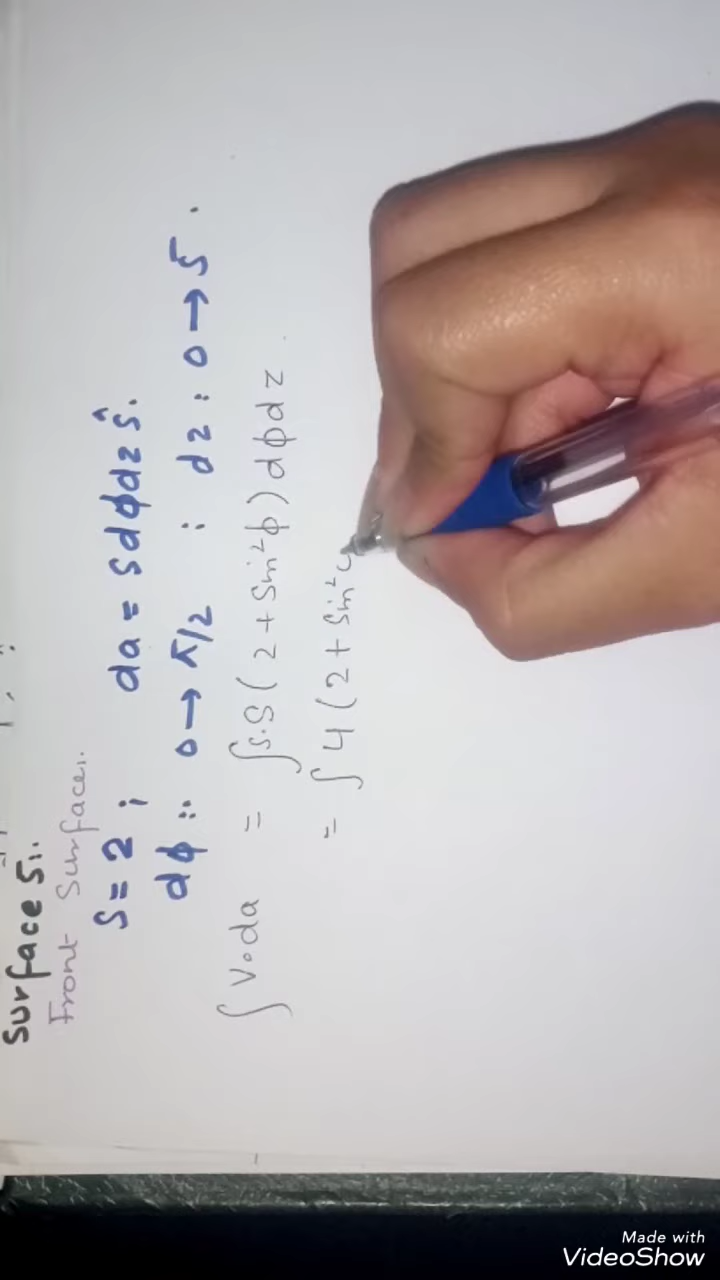 Surface 5:.
Front Surface:.
S = 2 ; da = s dϕ dz ŝ.
dϕ :: 0 → π/2 : dz : 0 → 5.
∫ v·da = ∫ s·s ( 2 + Sin²ϕ ) dϕ dz.
= ∫ 4 ( 2 + Sin²
Made with
VideoShow